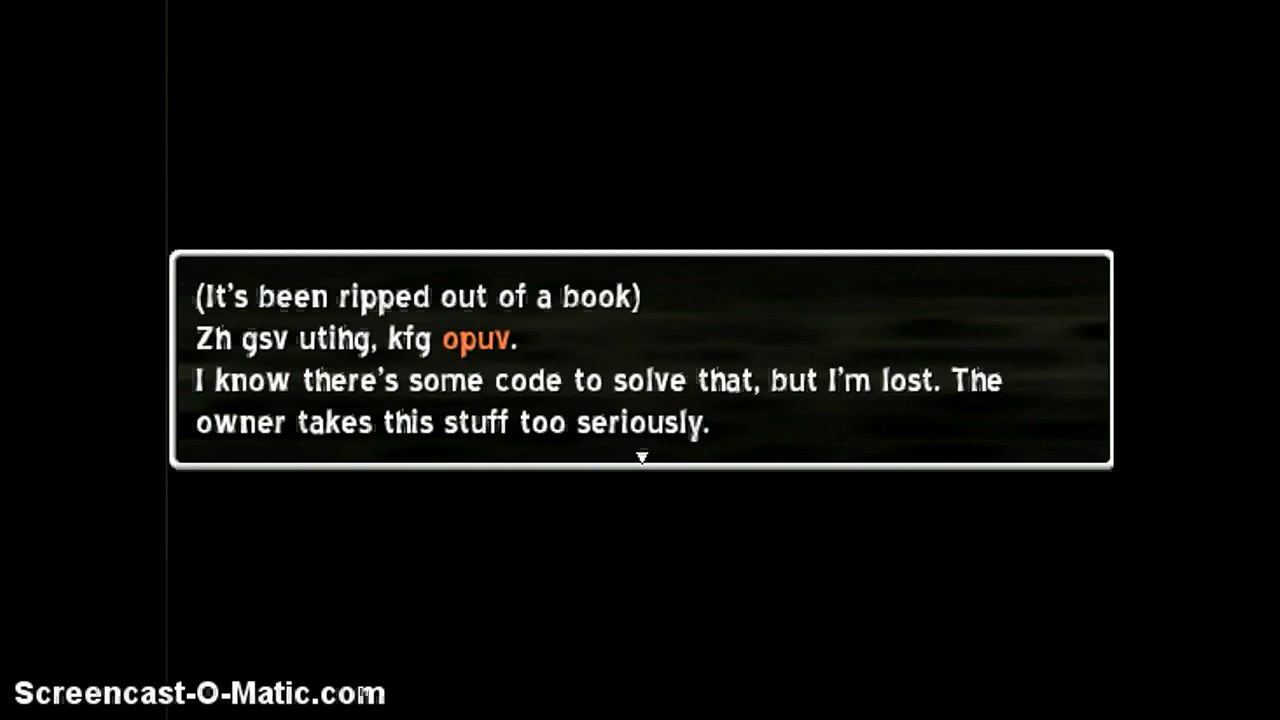 (It's been ripped out of a book)
Zh gsv utihg, kfg opuv.
I know there's some code to solve that, but I'm lost. The
owner takes this stuff too seriously.
Screencast-O-Matic.com